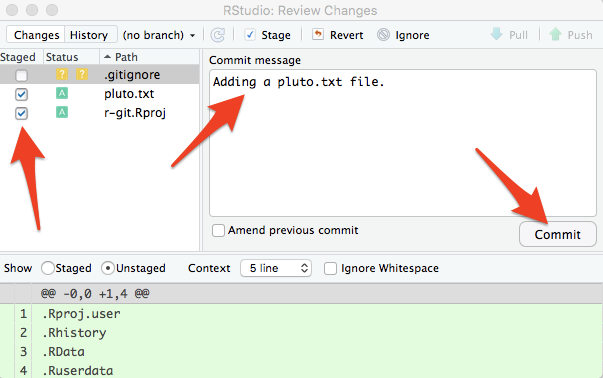 RStudio: Review Changes
Changes History (no branch) Stage Revert Ignore Pull Push
Staged Status Path
? ? .gitignore
A pluto.txt
A r-git.Rproj
Commit message
Adding a pluto.txt file.
Amend previous commit
Commit
Show Staged Unstaged Context 5 line Ignore Whitespace
@@ -0,0 +1,4 @@
1 .Rproj.user
2 .Rhistory
3 .RData
4 .Ruserdata